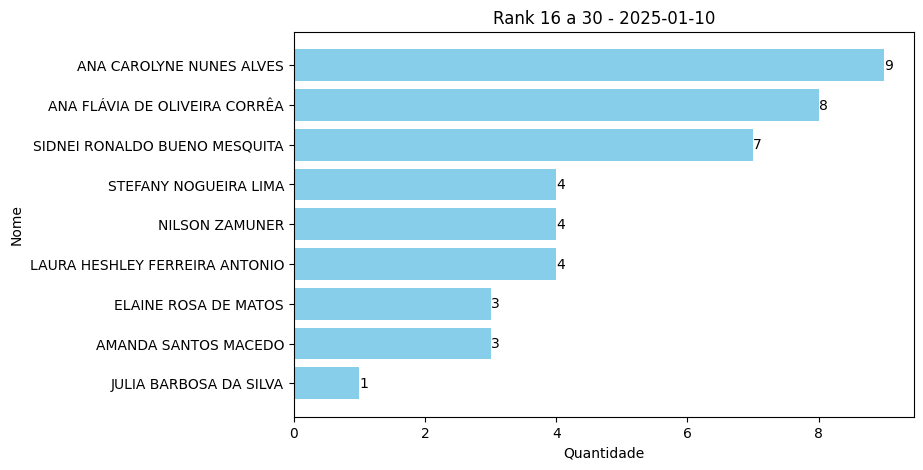 Rank 16 a 30 - 2025-01-10
ANA CAROLYNE NUNES ALVES 9
ANA FLÁVIA DE OLIVEIRA CORRÊA 8
SIDNEI RONALDO BUENO MESQUITA 7
STEFANY NOGUEIRA LIMA 4
NILSON ZAMUNER 4
LAURA HESHLEY FERREIRA ANTONIO 4
ELAINE ROSA DE MATOS 3
AMANDA SANTOS MACEDO 3
JULIA BARBOSA DA SILVA 1
Nome
0 2 4 6 8
Quantidade